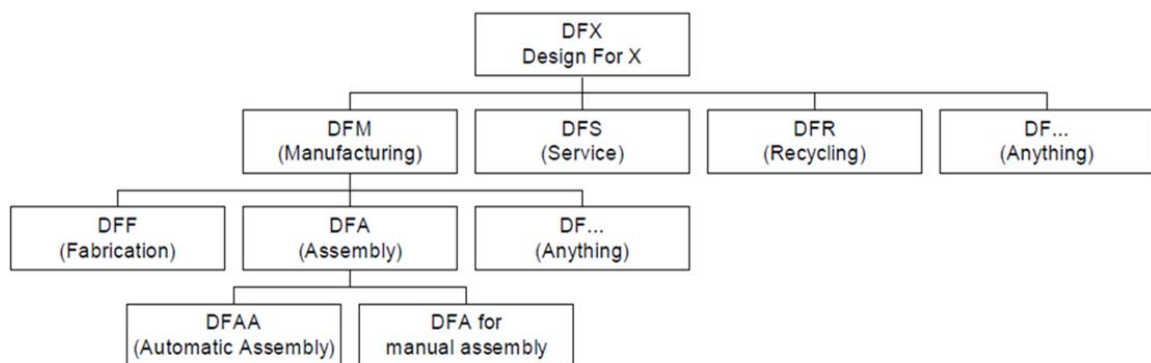 DFX
Design For X
DFM
(Manufacturing)
DFS
(Service)
DFR
(Recycling)
DF...
(Anything)
DFF
(Fabrication)
DFA
(Assembly)
DF...
(Anything)
DFAA
(Automatic Assembly)
DFA for
manual assembly